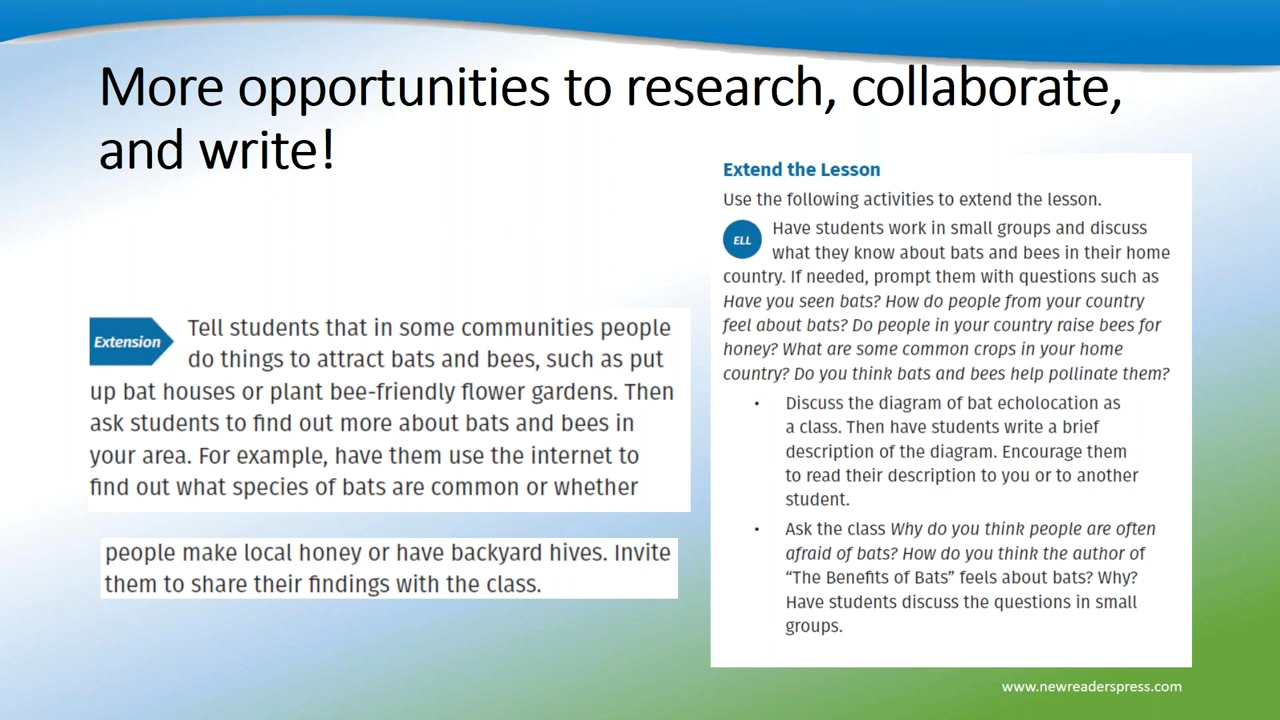 More opportunities to research, collaborate,
and write!
Extension
Tell students that in some communities people
do things to attract bats and bees, such as put
up bat houses or plant bee-friendly flower gardens. Then
ask students to find out more about bats and bees in
your area. For example, have them use the internet to
find out what species of bats are common or whether
people make local honey or have backyard hives. Invite
them to share their findings with the class.
Extend the Lesson
Use the following activities to extend the lesson.
ELL
Have students work in small groups and discuss
what they know about bats and bees in their home
country. If needed, prompt them with questions such as
Have you seen bats? How do people from your country
feel about bats? Do people in your country raise bees for
honey? What are some common crops in your home
country? Do you think bats and bees help pollinate them?
• Discuss the diagram of bat echolocation as
a class. Then have students write a brief
description of the diagram. Encourage them
to read their description to you or to another
student.
• Ask the class Why do you think people are often
afraid of bats? How do you think the author of
“The Benefits of Bats” feels about bats? Why?
Have students discuss the questions in small
groups.
www.newreaderspress.com